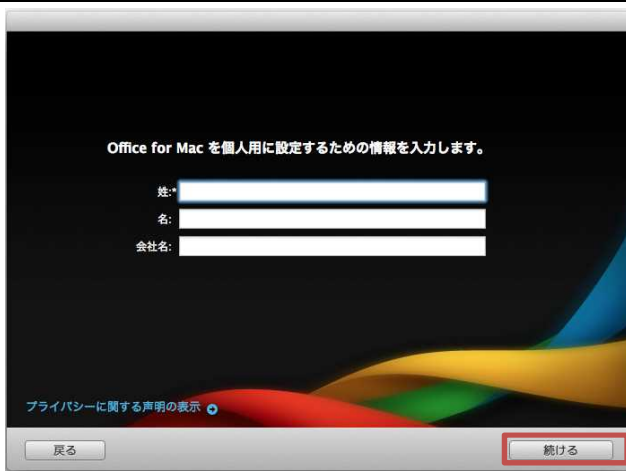 Office for Mac を個人用に設定するための情報を入力します。
姓:*
名:
会社名:
プライバシーに関する声明の表示
戻る
続ける